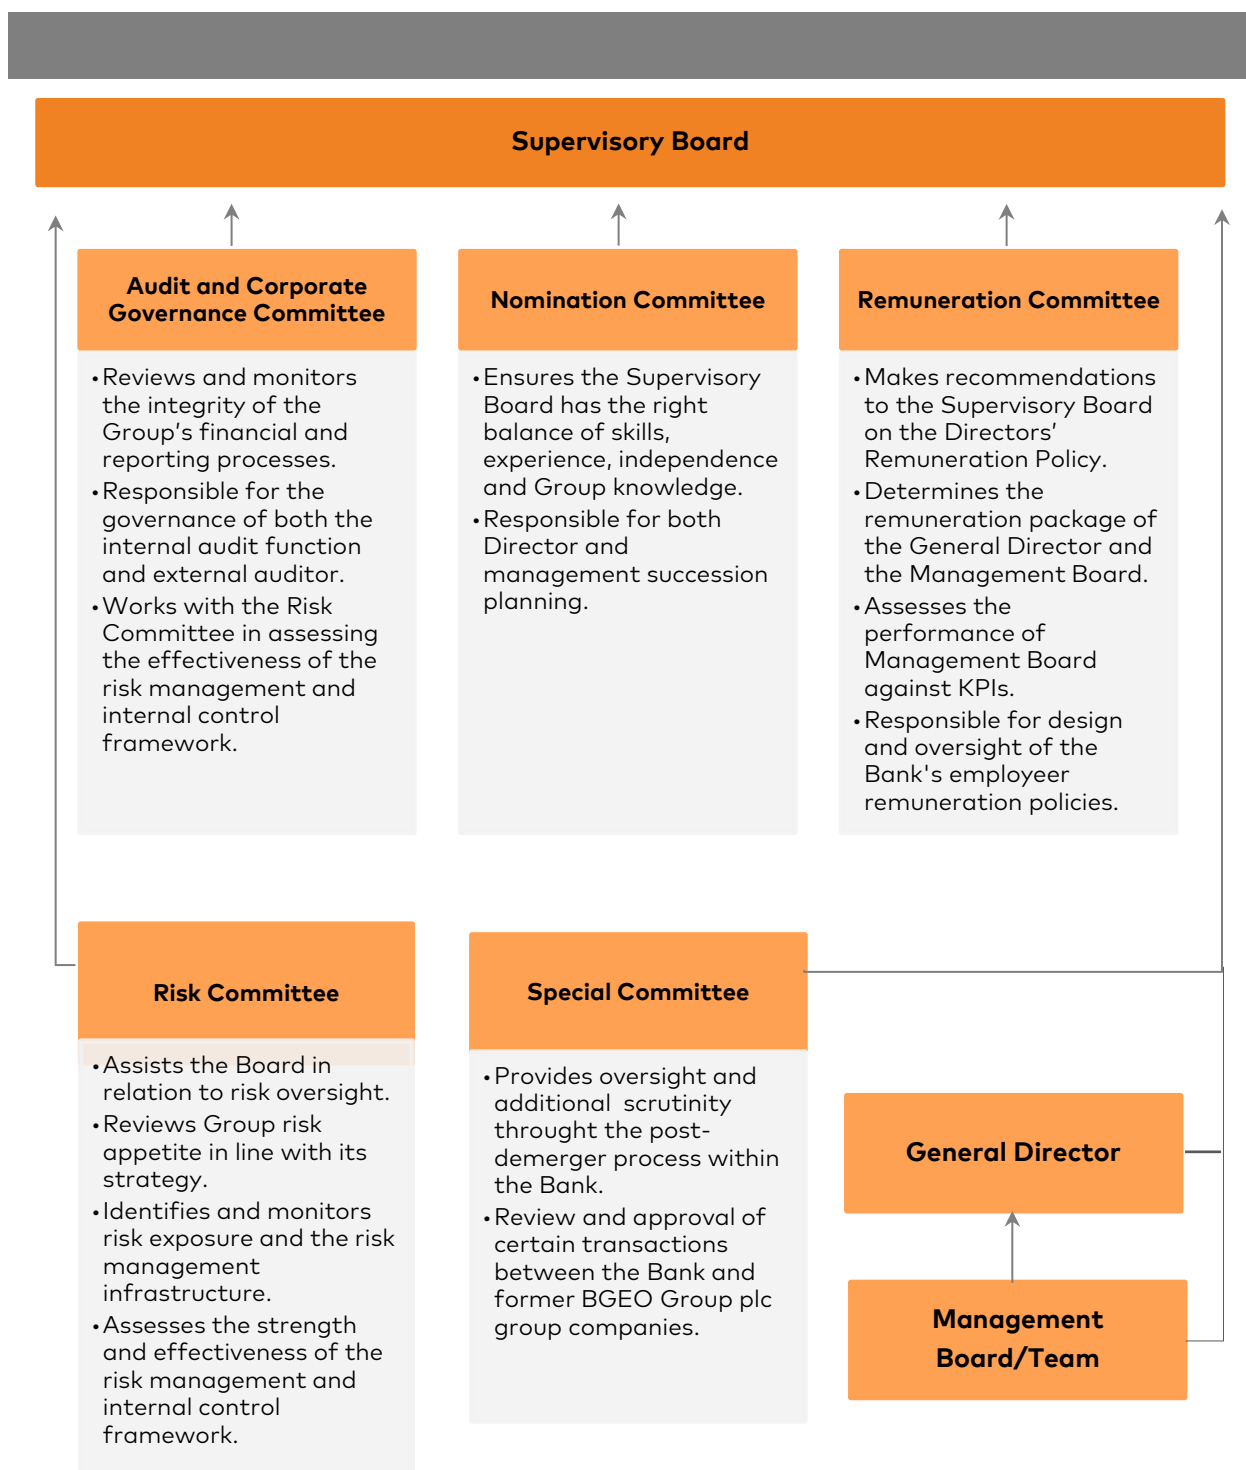 Supervisory Board
Audit and Corporate
Governance Committee
•Reviews and monitors
the integrity of the
Group’s financial and
reporting processes.
•Responsible for the
governance of both the
internal audit function
and external auditor.
•Works with the Risk
Committee in assessing
the effectiveness of the
risk management and
internal control
framework.
Nomination Committee
•Ensures the Supervisory
Board has the right
balance of skills,
experience, independence
and Group knowledge.
•Responsible for both
Director and
management succession
planning.
Remuneration Committee
•Makes recommendations
to the Supervisory Board
on the Directors’
Remuneration Policy.
•Determines the
remuneration package of
the General Director and
the Management Board.
•Assesses the
performance of
Management Board
against KPIs.
•Responsible for design
and oversight of the
Bank's employeer
remuneration policies.
Risk Committee
•Assists the Board in
relation to risk oversight.
•Reviews Group risk
appetite in line with its
strategy.
•Identifies and monitors
risk exposure and the risk
management
infrastructure.
•Assesses the strength
and effectiveness of the
risk management and
internal control
framework.
Special Committee
•Provides oversight and
additional  scrutinity
throught the post-
demerger process within
the Bank.
•Review and approval of
certain transactions
between the Bank and
former BGEO Group plc
group companies.
General Director
Management
Board/Team